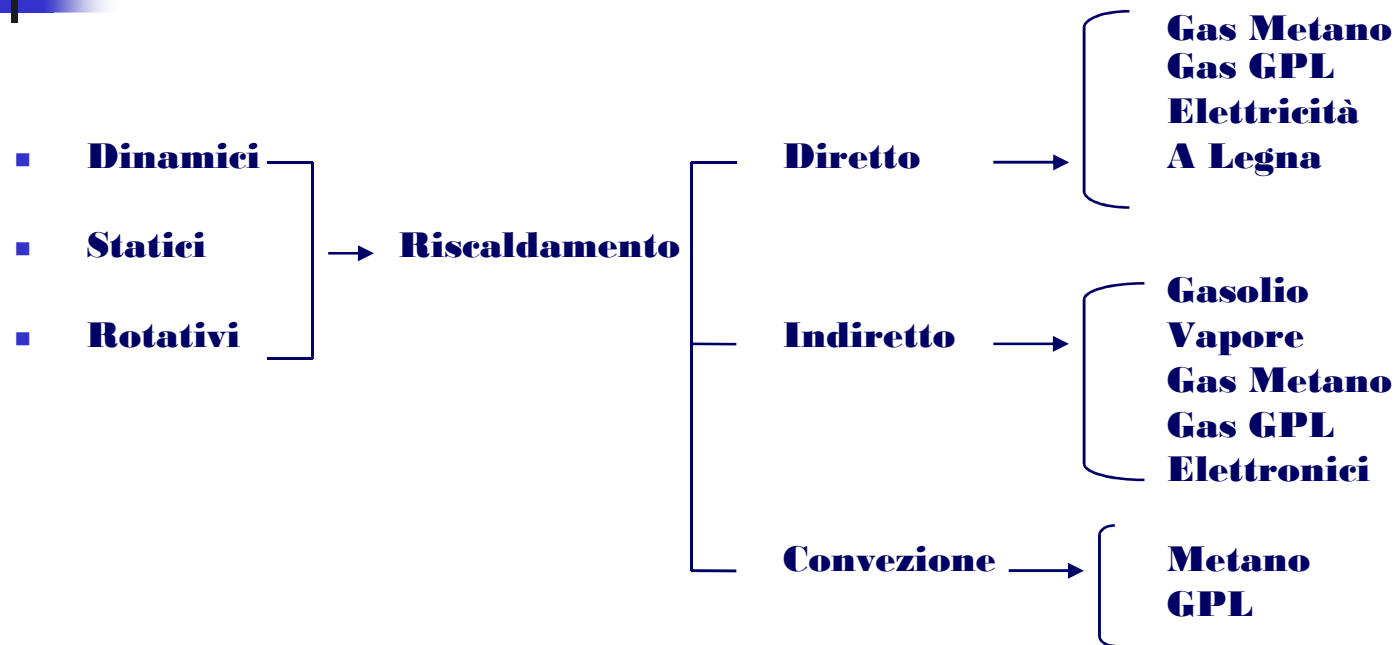 Dinamici
Statici
Rotativi
Riscaldamento
Diretto
Gas Metano
Gas GPL
Elettricità
A Legna
Indiretto
Gasolio
Vapore
Gas Metano
Gas GPL
Elettronici
Convezione
Metano
GPL